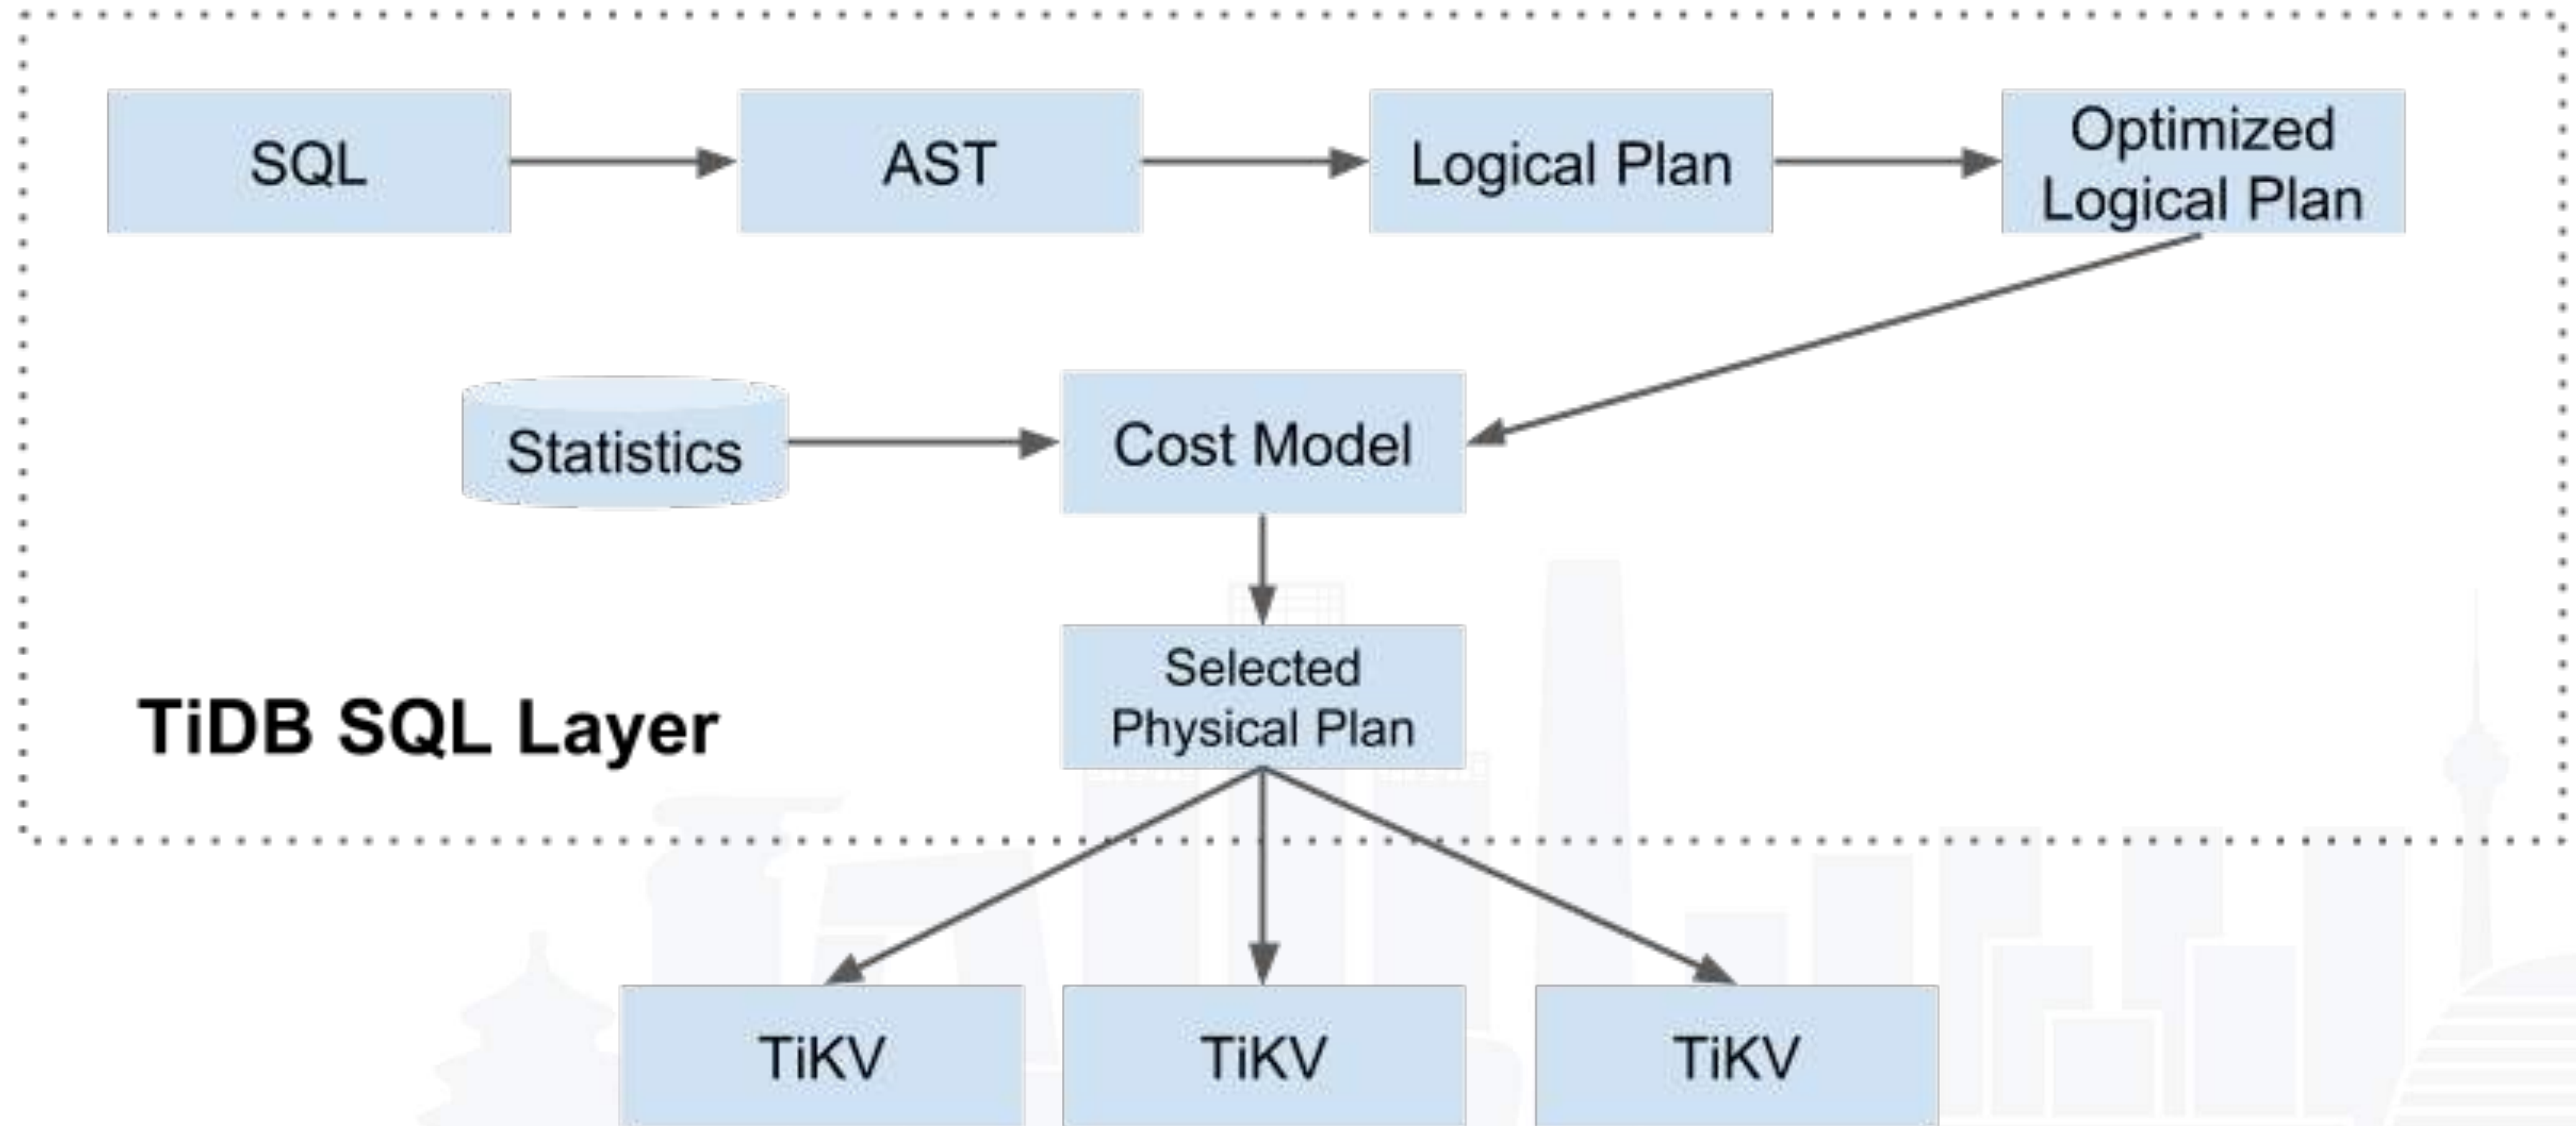 SQL
AST
Logical Plan
Optimized
Logical Plan
Statistics
Cost Model
Selected
Physical Plan
TiDB SQL Layer
TiKV
TiKV
TiKV